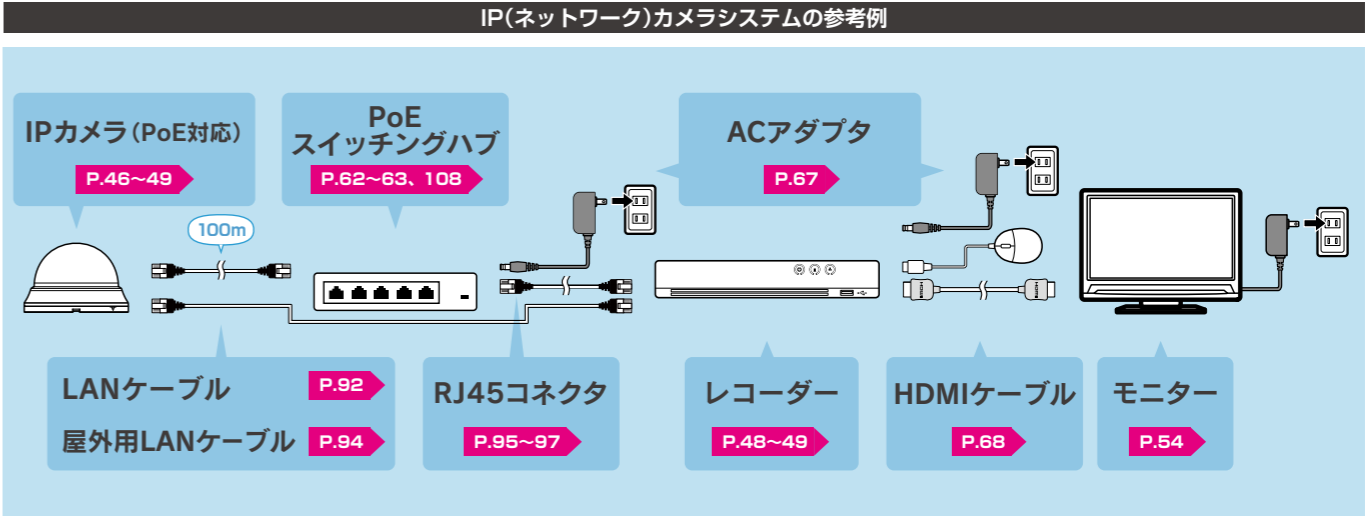 IP(ネットワーク)カメラシステムの参考例
IPカメラ(PoE対応)
P.46~49
PoE
スイッチングハブ
P.62~63、108
ACアダプタ
P.67
100m
LANケーブル
P.92
屋外用LANケーブル
P.94
RJ45コネクタ
P.95~97
レコーダー
P.48~49
HDMIケーブル
P.68
モニター
P.54